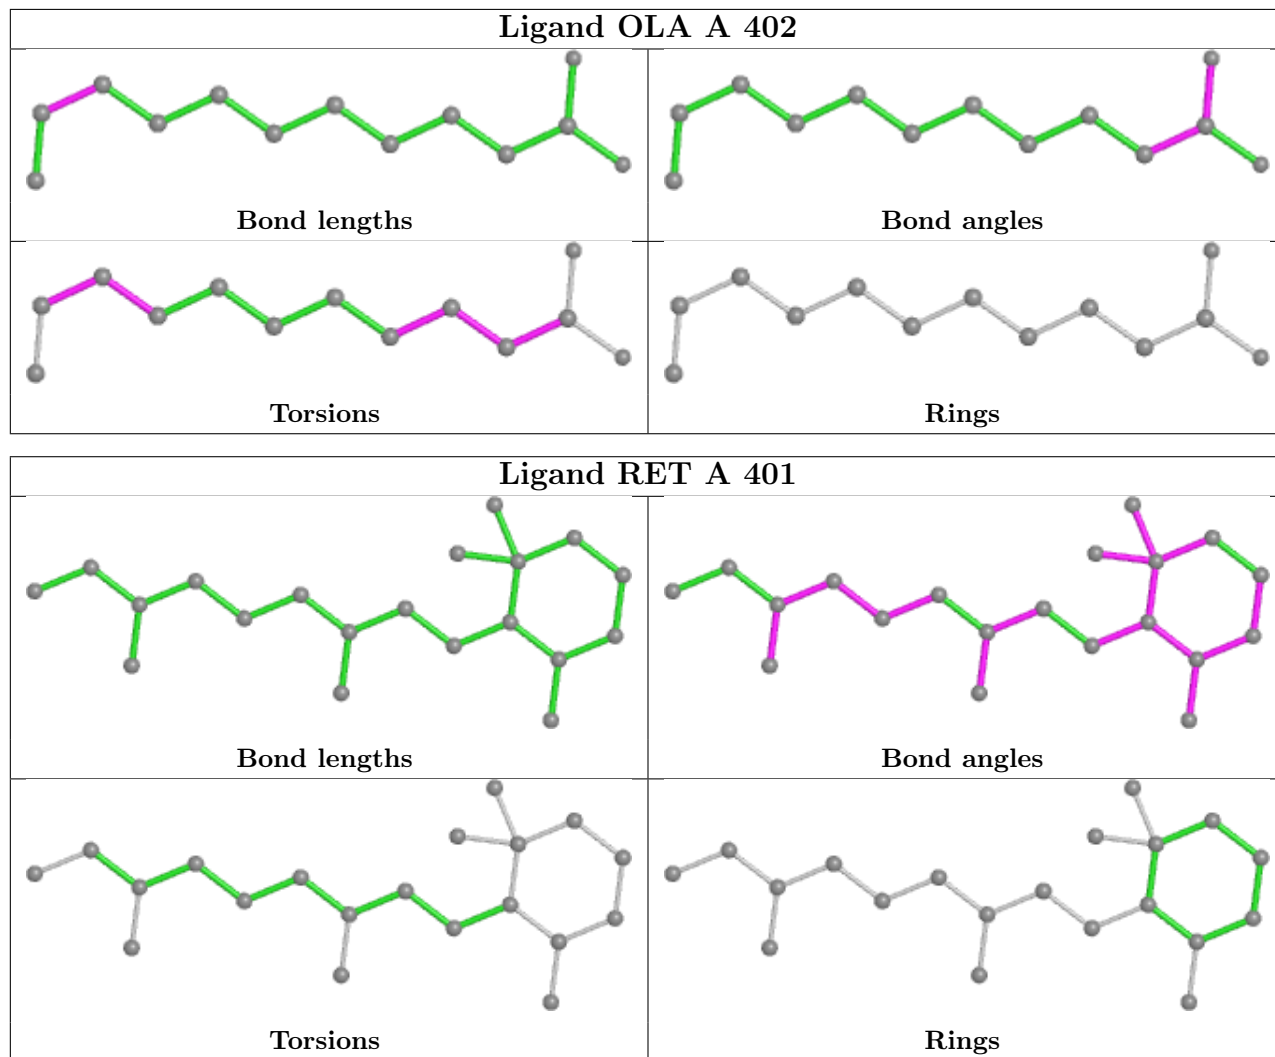 Ligand OLA A 402
Bond lengths
Bond angles
Torsions
Rings
Ligand RET A 401
Bond lengths
Bond angles
Torsions
Rings